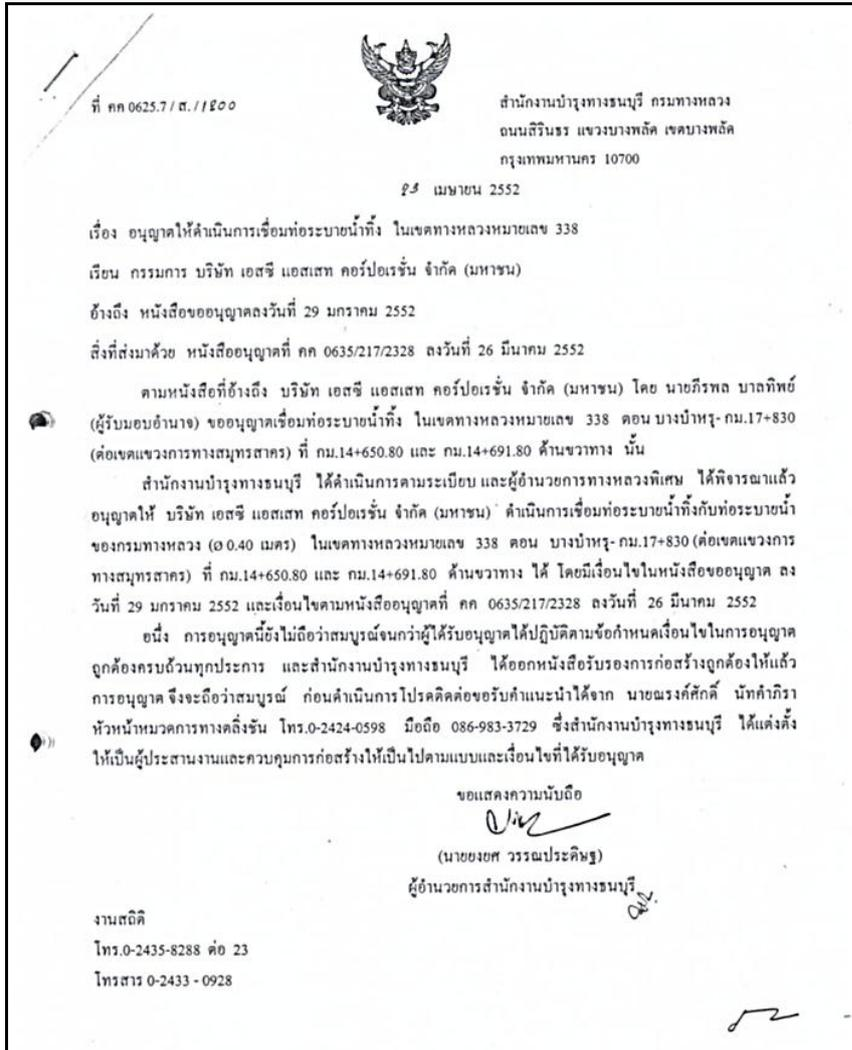 ที่ คค 0625.7/ ส./1800
สำนักงานบำรุงทางธนบุรี กรมทางหลวง
ถนนสิรินธร แขวงบางพลัด เขตบางพลัด
กรุงเทพมหานคร 10700
เมษายน 2552
เรื่อง อนุญาตให้ดำเนินการเชื่อมท่อระบายน้ำทิ้ง ในเขตทางหลวงหมายเลข 338
เรียน กรรมการ บริษัท เอสซี แอสเสท คอร์ปอเรชั่น จำกัด (มหาชน)
อ้างถึง หนังสือขออนุญาตลงวันที่ 29 มกราคม 2552
สิ่งที่ส่งมาด้วย หนังสืออนุญาตที่ คค 0635/217/2328 ลงวันที่ 26 มีนาคม 2552
ตามหนังสือที่อ้างถึง บริษัท เอสซี แอสเสท คอร์ปอเรชั่น จำกัด (มหาชน) โดย นายภีรพล บาลทิพย์
(ผู้รับมอบอำนาจ) ขออนุญาตเชื่อมท่อระบายน้ำทิ้ง ในเขตทางหลวงหมายเลข 338 ตอน บางบำหรุ- กม.17+830
(ต่อเขตแขวงการทางสมุทรสาคร) ที่ กม.14+650.80 และ กม.14+691.80 ด้านขวาทาง นั้น
สำนักงานบำรุงทางธนบุรี ได้ดำเนินการตามระเบียบ และผู้อำนวยการทางหลวงพิเศษ ได้พิจารณาแล้ว
อนุญาตให้ บริษัท เอสซี แอสเสท คอร์ปอเรชั่น จำกัด (มหาชน) ดำเนินการเชื่อมท่อระบายน้ำทิ้งกับท่อระบายน้ำ
ของกรมทางหลวง (ø 0.40 เมตร) ในเขตทางหลวงหมายเลข 338 ตอน บางบำหรุ- กม.17+830 (ต่อเขตแขวงการ
ทางสมุทรสาคร) ที่ กม.14+650.80 และ กม.14+691.80 ด้านขวาทาง ได้ โดยมีเงื่อนไขในหนังสือขออนุญาต ลง
วันที่ 29 มกราคม 2552 และเงื่อนไขตามหนังสืออนุญาตที่ คค 0635/217/2328 ลงวันที่ 26 มีนาคม 2552
อนึ่ง การอนุญาตนี้ยังไม่ถือว่าสมบูรณ์จนกว่าผู้ได้รับอนุญาตได้ปฏิบัติตามข้อกำหนดเงื่อนไขในการอนุญาต
ถูกต้องครบถ้วนทุกประการ และสำนักงานบำรุงทางธนบุรี ได้ออกหนังสือรับรองการก่อสร้างถูกต้องให้แล้ว
การอนุญาต จึงจะถือว่าสมบูรณ์ ก่อนดำเนินการโปรดติดต่อขอรับคำแนะนำได้จาก นายณรงค์ศักดิ์ นัทคำภิรา
หัวหน้าหมวดการทางตลิ่งชัน โทร.0-2424-0598 มือถือ 086-983-3729 ซึ่งสำนักงานบำรุงทางธนบุรี ได้แต่งตั้ง
ให้เป็นผู้ประสานงานและควบคุมการก่อสร้างให้เป็นไปตามแบบและเงื่อนไขที่ได้รับอนุญาต
ขอแสดงความนับถือ
(นายยงยศ วรรณประดิษฐ)
ผู้อำนวยการสำนักงานบำรุงทางธนบุรี
งานสถิติ
โทร.0-2435-8288 ต่อ 23
โทรสาร 0-2433 - 0928